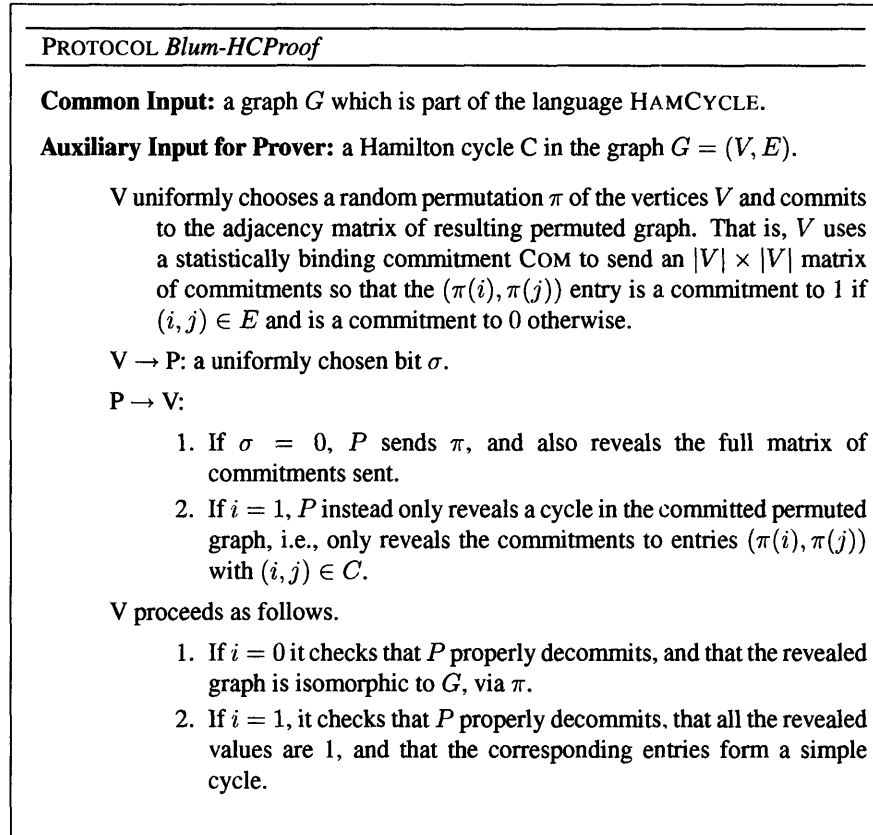 PROTOCOL Blum-HCProof
Common Input: a graph G which is part of the language HAMCYCLE.
Auxiliary Input for Prover: a Hamilton cycle C in the graph G = (V, E).
V uniformly chooses a random permutation π of the vertices V and commits
to the adjacency matrix of resulting permuted graph. That is, V uses
a statistically binding commitment COM to send an |V| × |V| matrix
of commitments so that the (π(i), π(j)) entry is a commitment to 1 if
(i, j) ∈ E and is a commitment to 0 otherwise.
V → P: a uniformly chosen bit σ.
P → V:
1. If σ = 0, P sends π, and also reveals the full matrix of
commitments sent.
2. If i = 1, P instead only reveals a cycle in the committed permuted
graph, i.e., only reveals the commitments to entries (π(i), π(j))
with (i, j) ∈ C.
V proceeds as follows.
1. If i = 0 it checks that P properly decommits, and that the revealed
graph is isomorphic to G, via π.
2. If i = 1, it checks that P properly decommits, that all the revealed
values are 1, and that the corresponding entries form a simple
cycle.